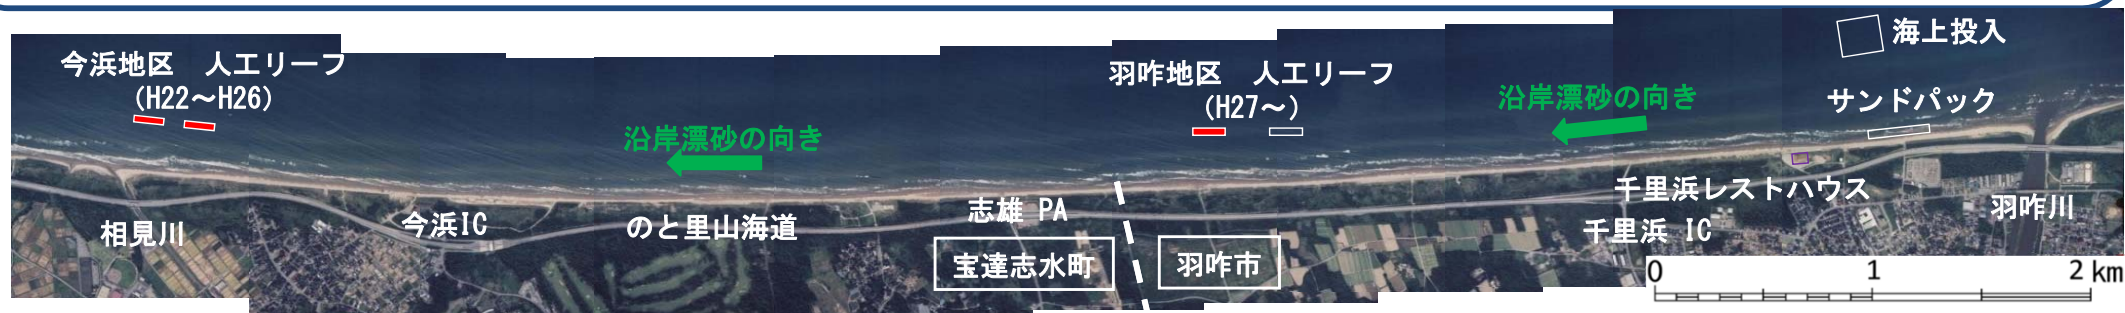 今浜地区 人工リーフ
(H22〜H26)
沿岸漂砂の向き
羽咋地区 人工リーフ
(H27〜)
沿岸漂砂の向き
海上投入
サンドパック
相見川
今浜IC
のと里山海道
志雄 PA
宝達志水町
羽咋市
千里浜レストハウス
千里浜 IC
羽咋川
0 1 2 km